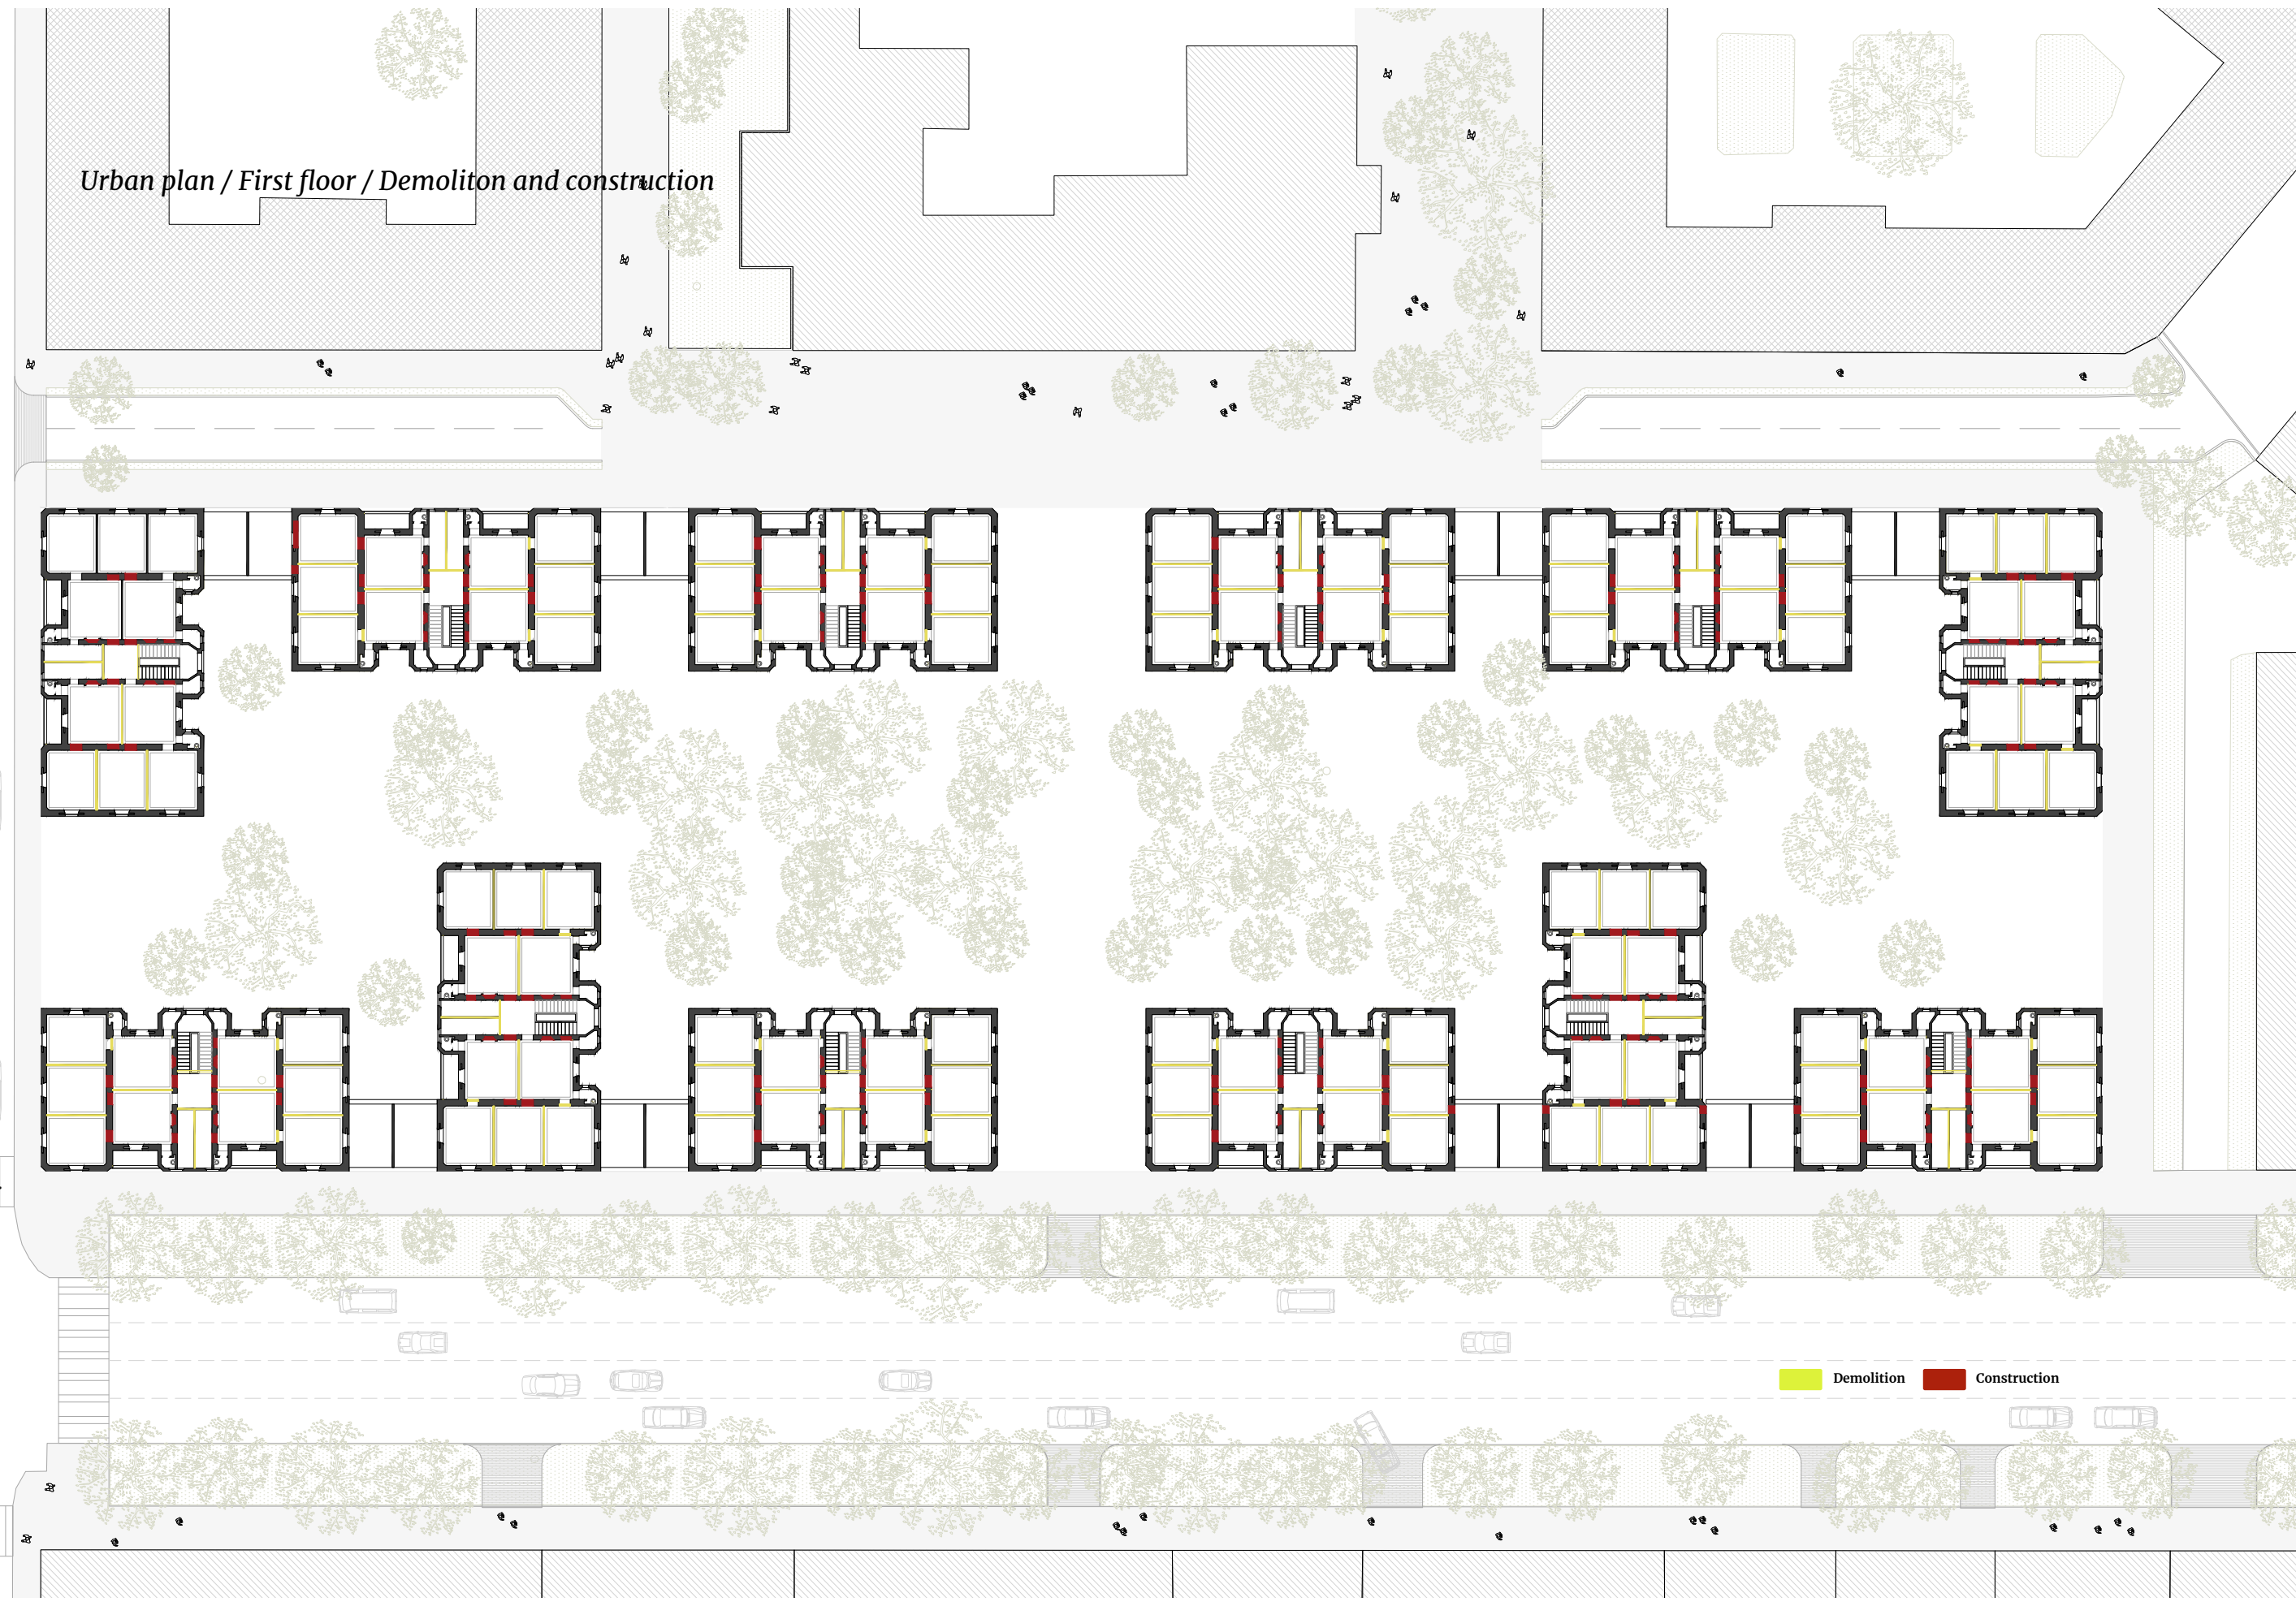 Urban plan / First floor / Demoliton and construction
Demolition
Construction